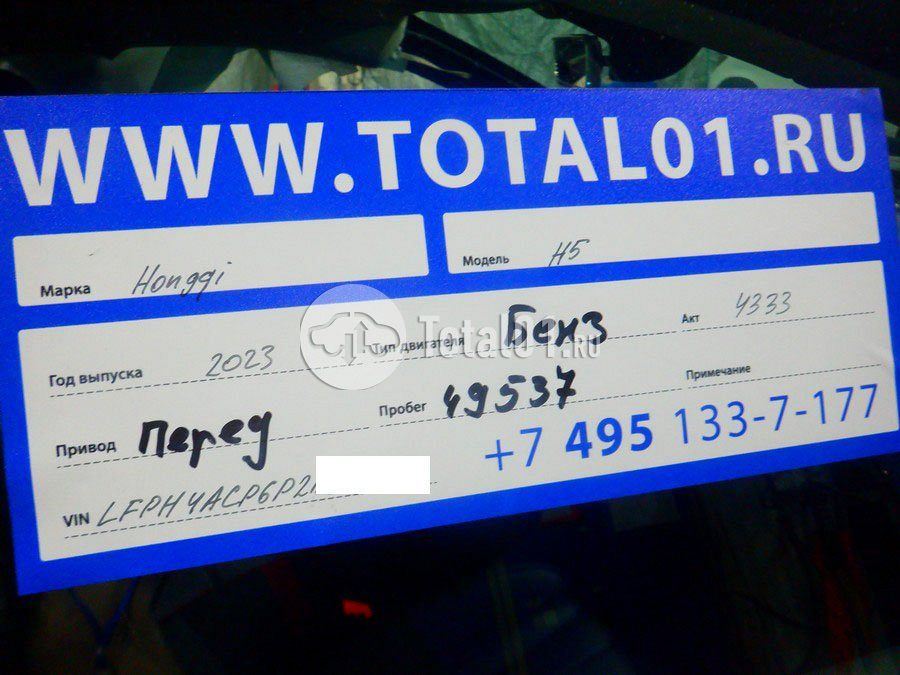 WWW.TOTAL01.RU
Марка Hongqi Модель H5
Год выпуска 2023 Тип двигателя Бенз Акт 4333
Total01.RU
Привод Перед Пробег 49537 Примечание
+7 495 133-7-177
VIN LFPH4ACP6P2